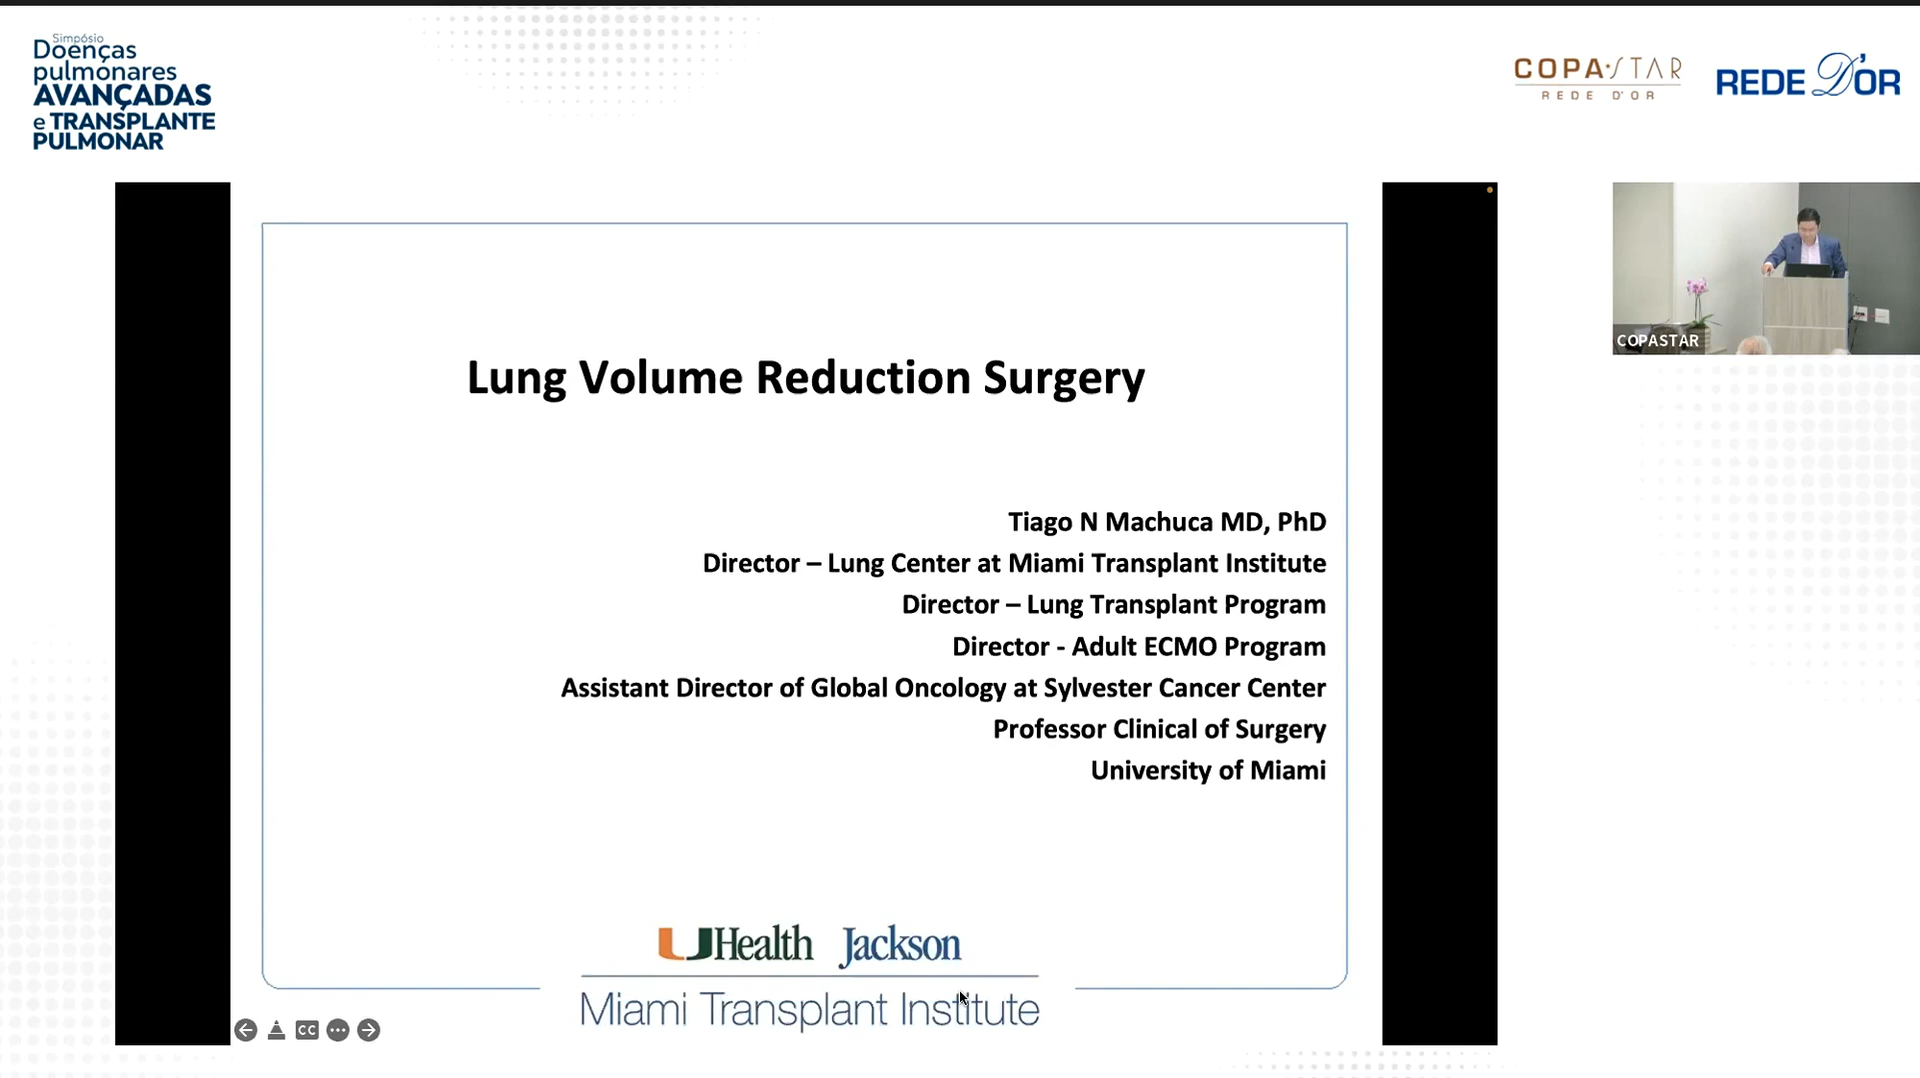 Simpósio
Doenças
pulmonares
AVANÇADAS
e TRANSPLANTE
PULMONAR
COPA STAR
REDE D'OR
REDE D'OR
Lung Volume Reduction Surgery
Tiago N Machuca MD, PhD
Director – Lung Center at Miami Transplant Institute
Director – Lung Transplant Program
Director - Adult ECMO Program
Assistant Director of Global Oncology at Sylvester Cancer Center
Professor Clinical of Surgery
University of Miami
COPASTAR
UHealth Jackson
Miami Transplant Institute
CC